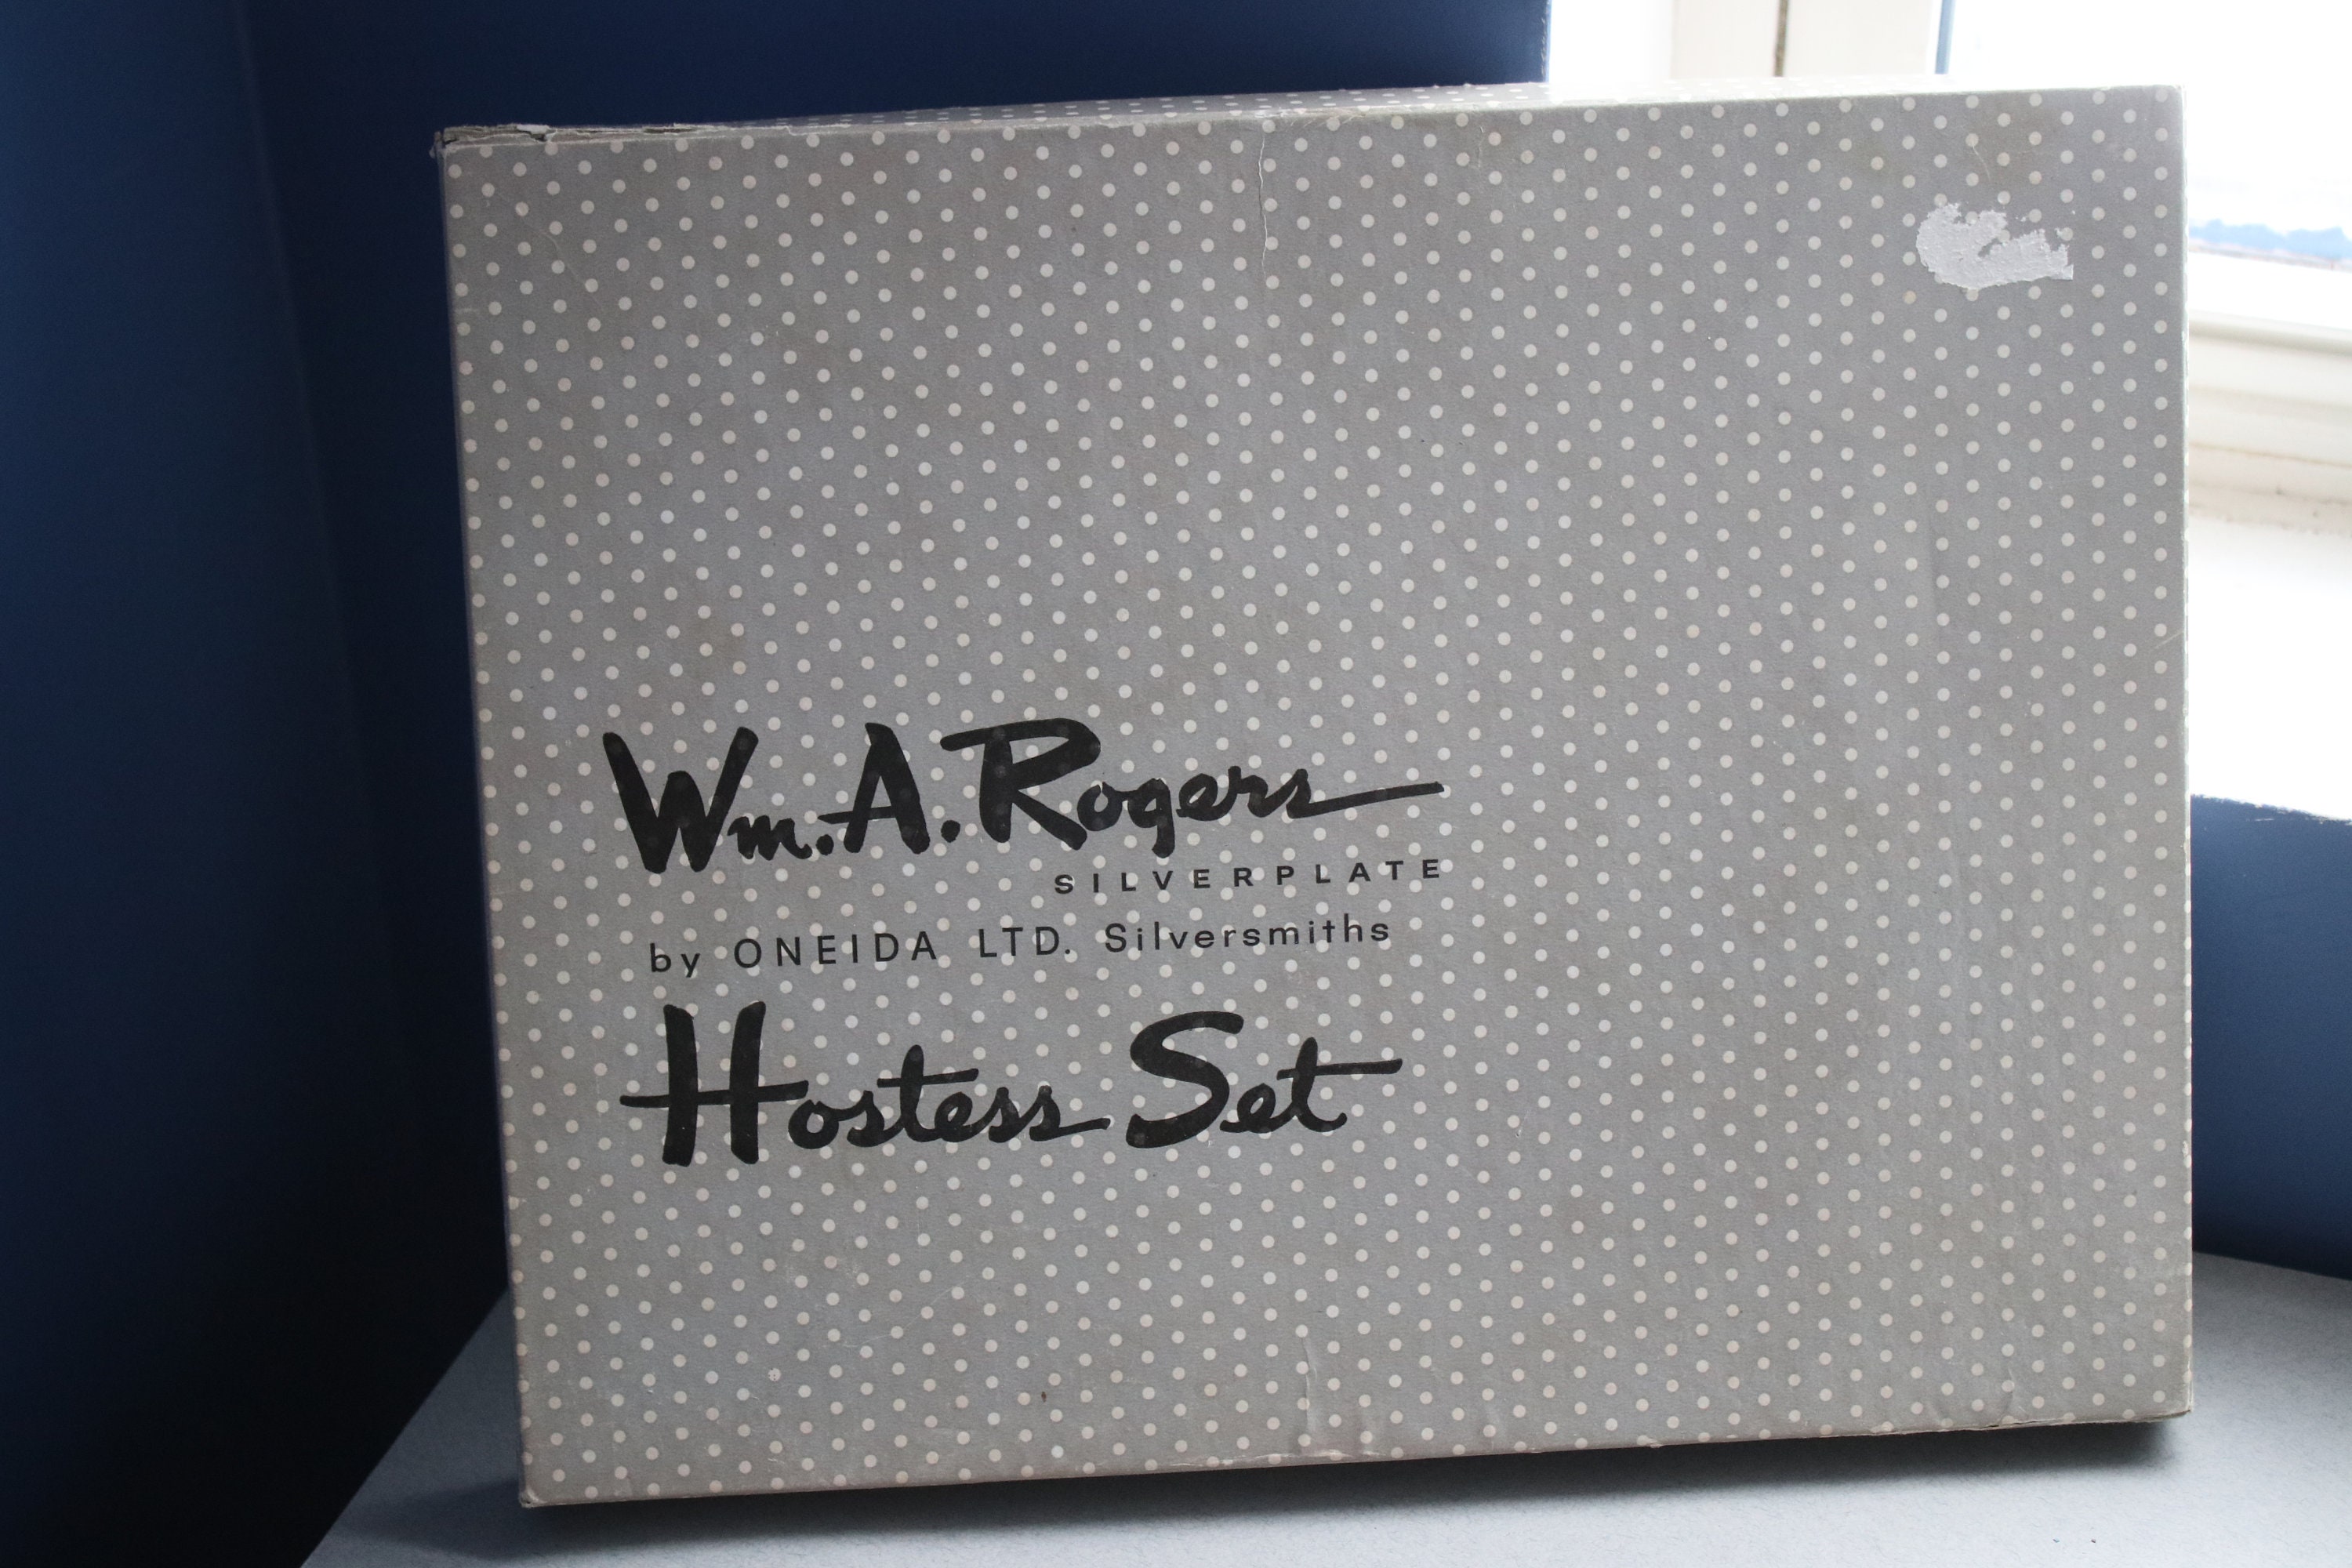 Wm. A. Rogers
SILVERPLATE
by ONEIDA LTD. Silversmiths
Hostess Set